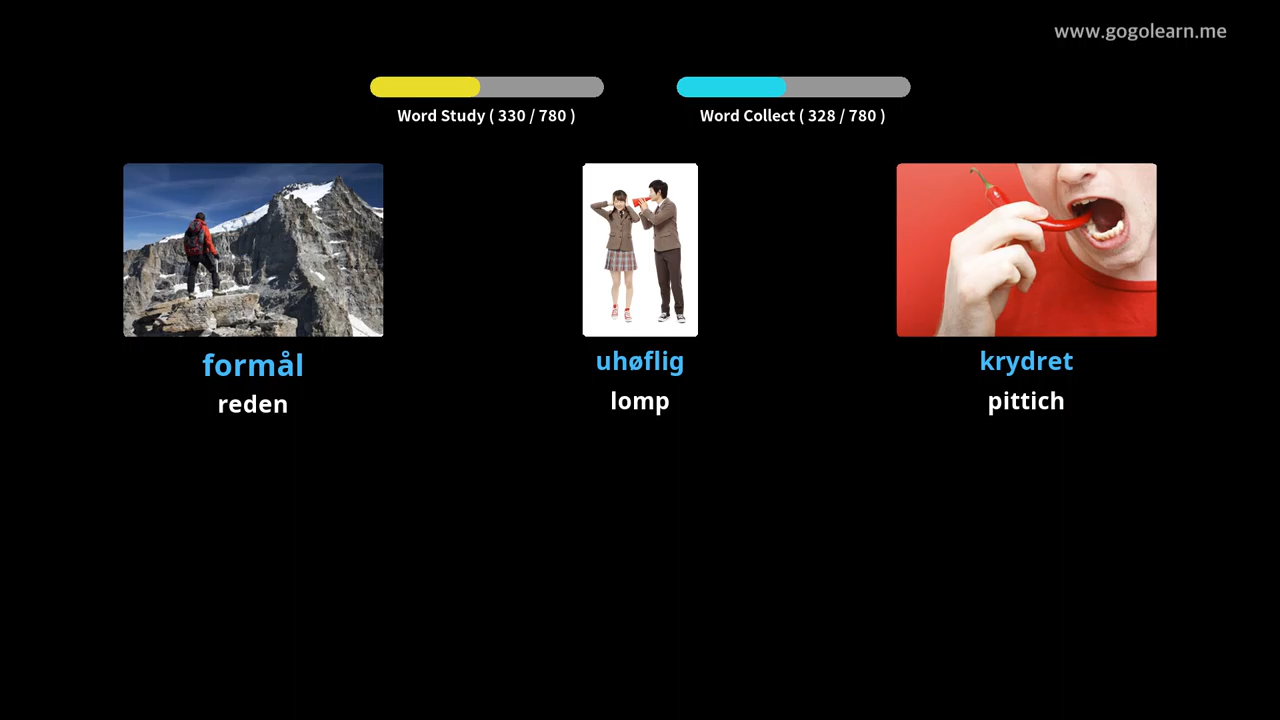 www.gogolearn.me
Word Study ( 330 / 780 )
Word Collect ( 328 / 780 )
formål
uhøflig
krydret
reden
lomp
pittich